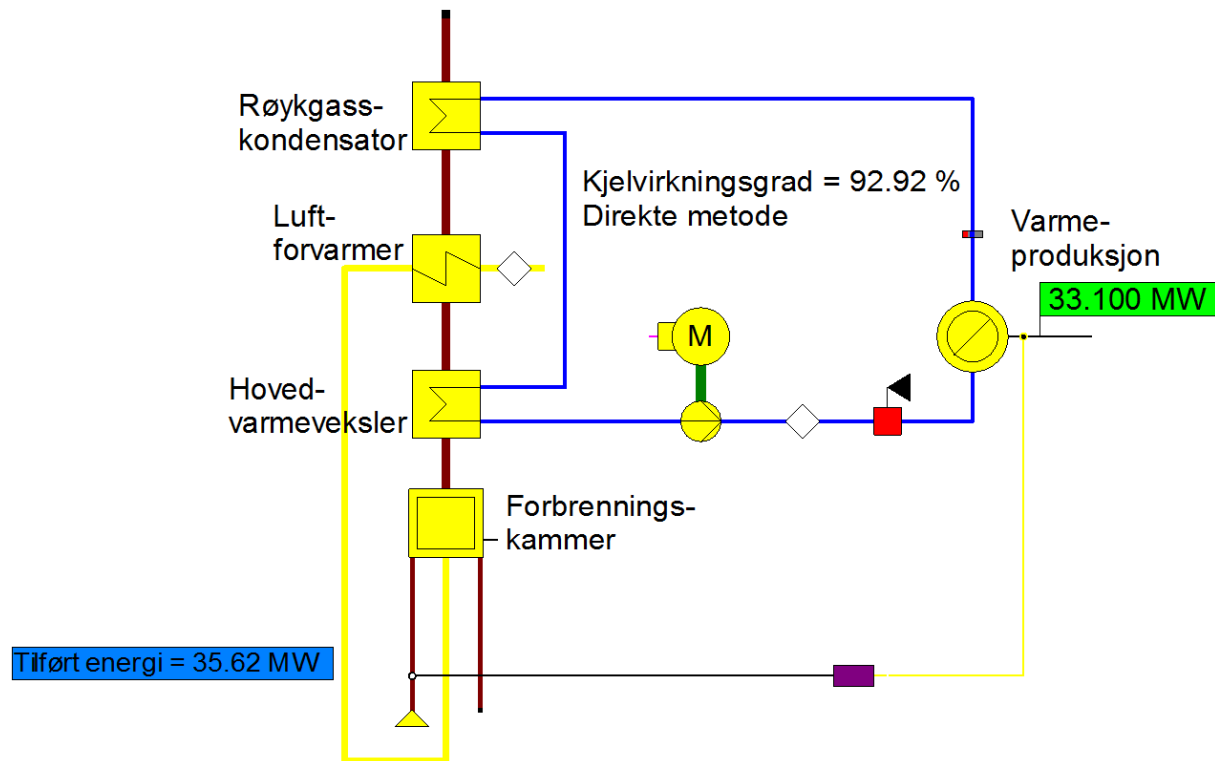 Røykgass-
kondensator
Kjelvirkningsgrad = 92.92 %
Direkte metode
Luft-
forvarmer
Varme-
produksjon
33.100 MW
M
Hoved-
varmeveksler
Forbrennings-
kammer
Tilført energi = 35.62 MW